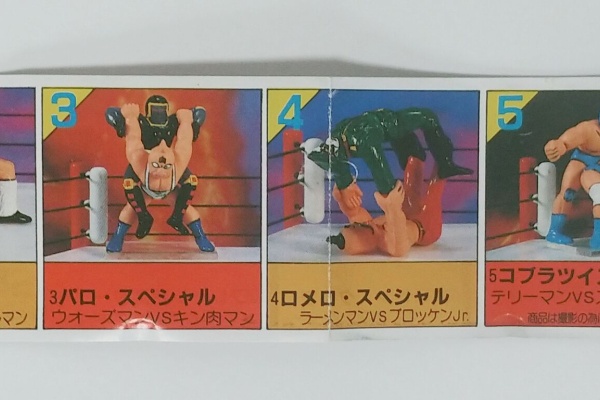 マン
3
3パロ・スペシャル
ウォーズマンVSキン肉マン
4
4ロメロ・スペシャル
ラーメンマンVSブロッケンJr.
5
5コブラツイス
テリーマンVS
商品は撮影の為